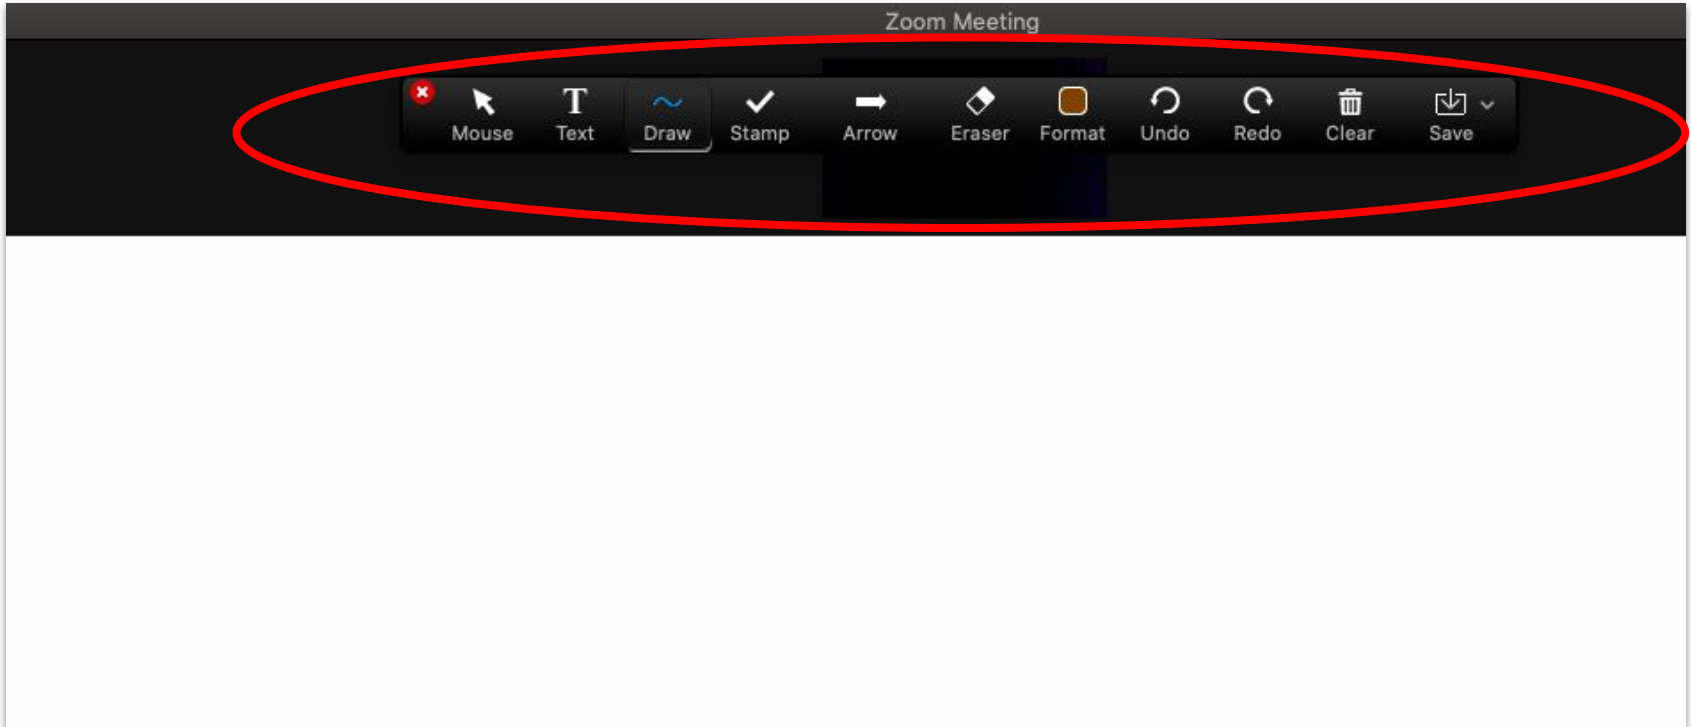 Zoom Meeting
Mouse Text Draw Stamp Arrow Eraser Format Undo Redo Clear Save